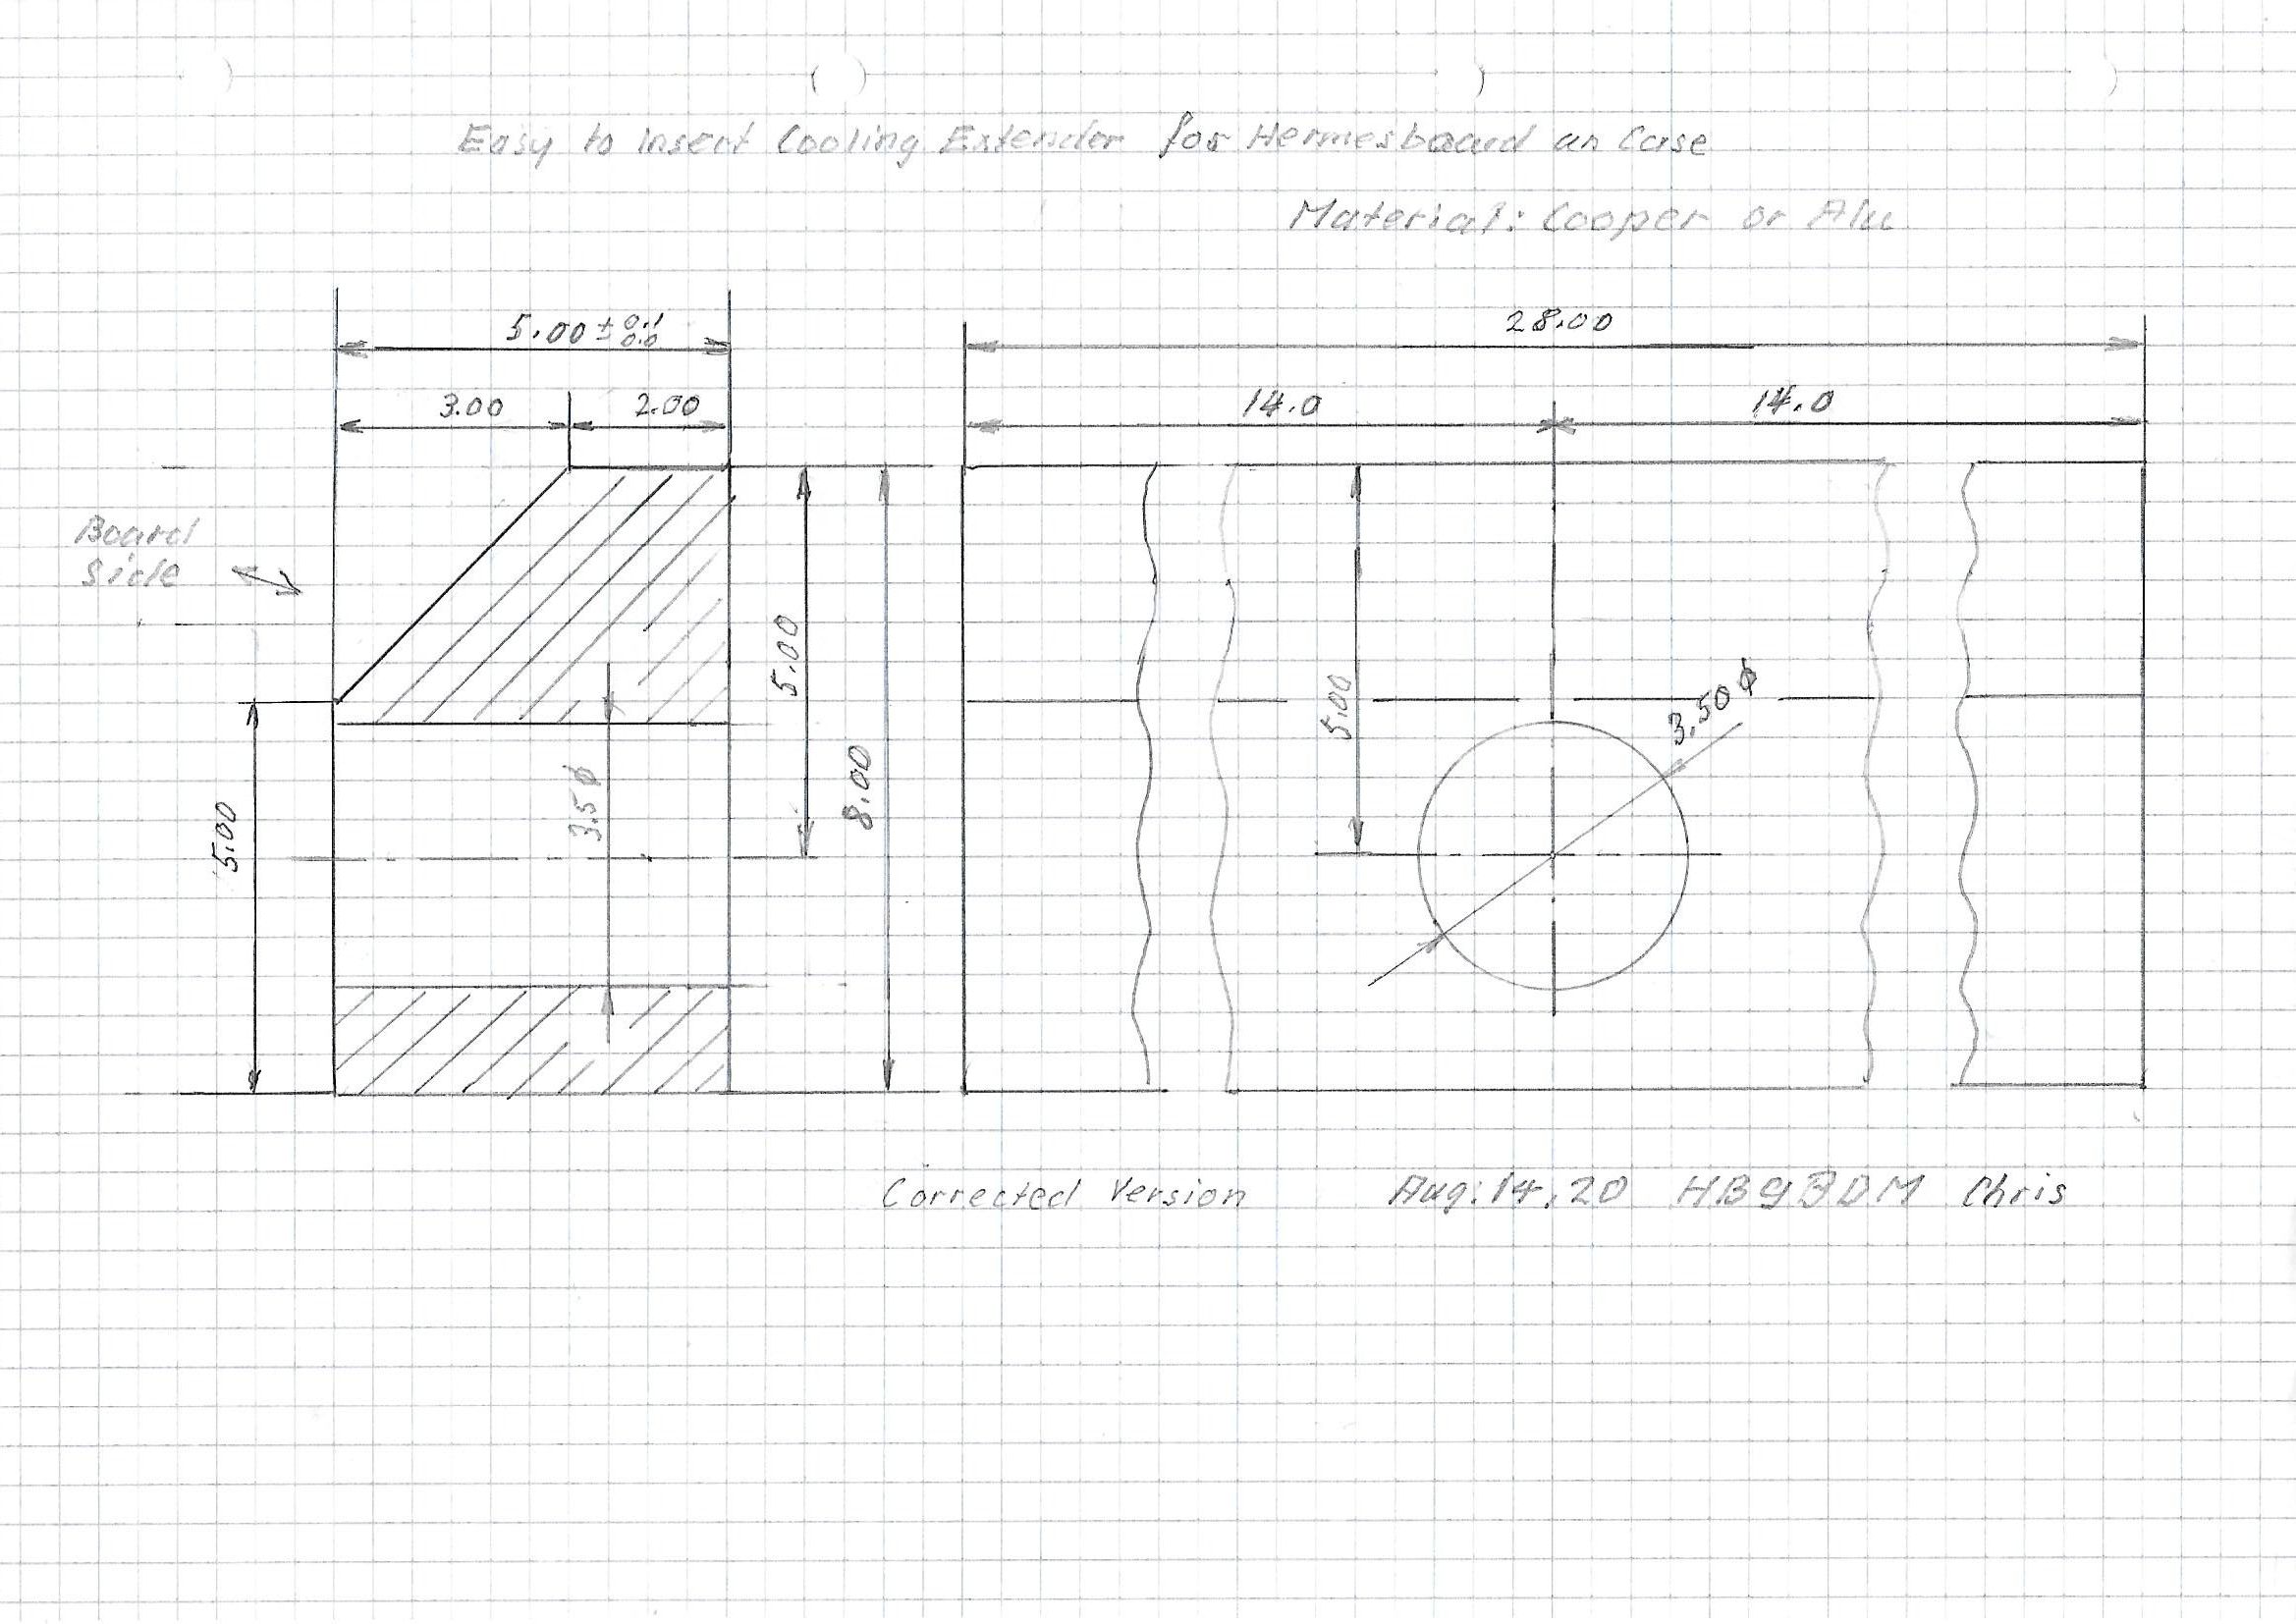 Easy to insert Cooling Extender for Hermesboard an Case
Material: Cooper or Alu
5.00 ± 0.1
0.0
28.00
3.00
2.00
14.0
14.0
Board
Side
5.00
5.00
3.50 ϕ
3.5 ϕ
8.00
5.00
Corrected Version Aug. 14. 20 HB9BDM Chris